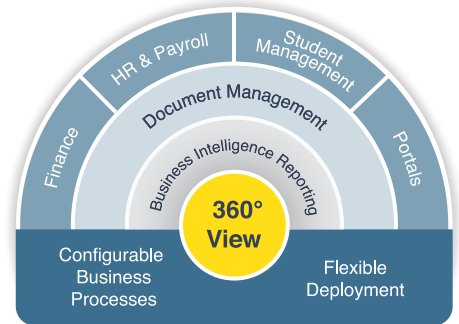 Finance
HR & Payroll
Student
Management
Portals
Document Management
Business Intelligence Reporting
360°
View
Configurable
Business
Processes
Flexible
Deployment